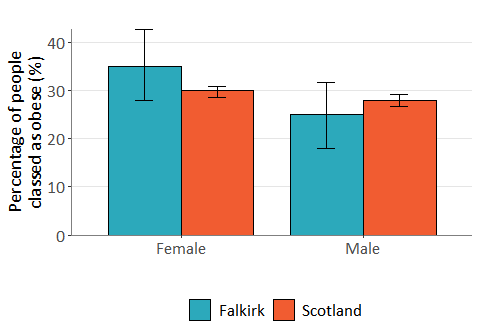 Percentage of people
classed as obese (%)
40
30
20
10
0
Female Male
Falkirk Scotland